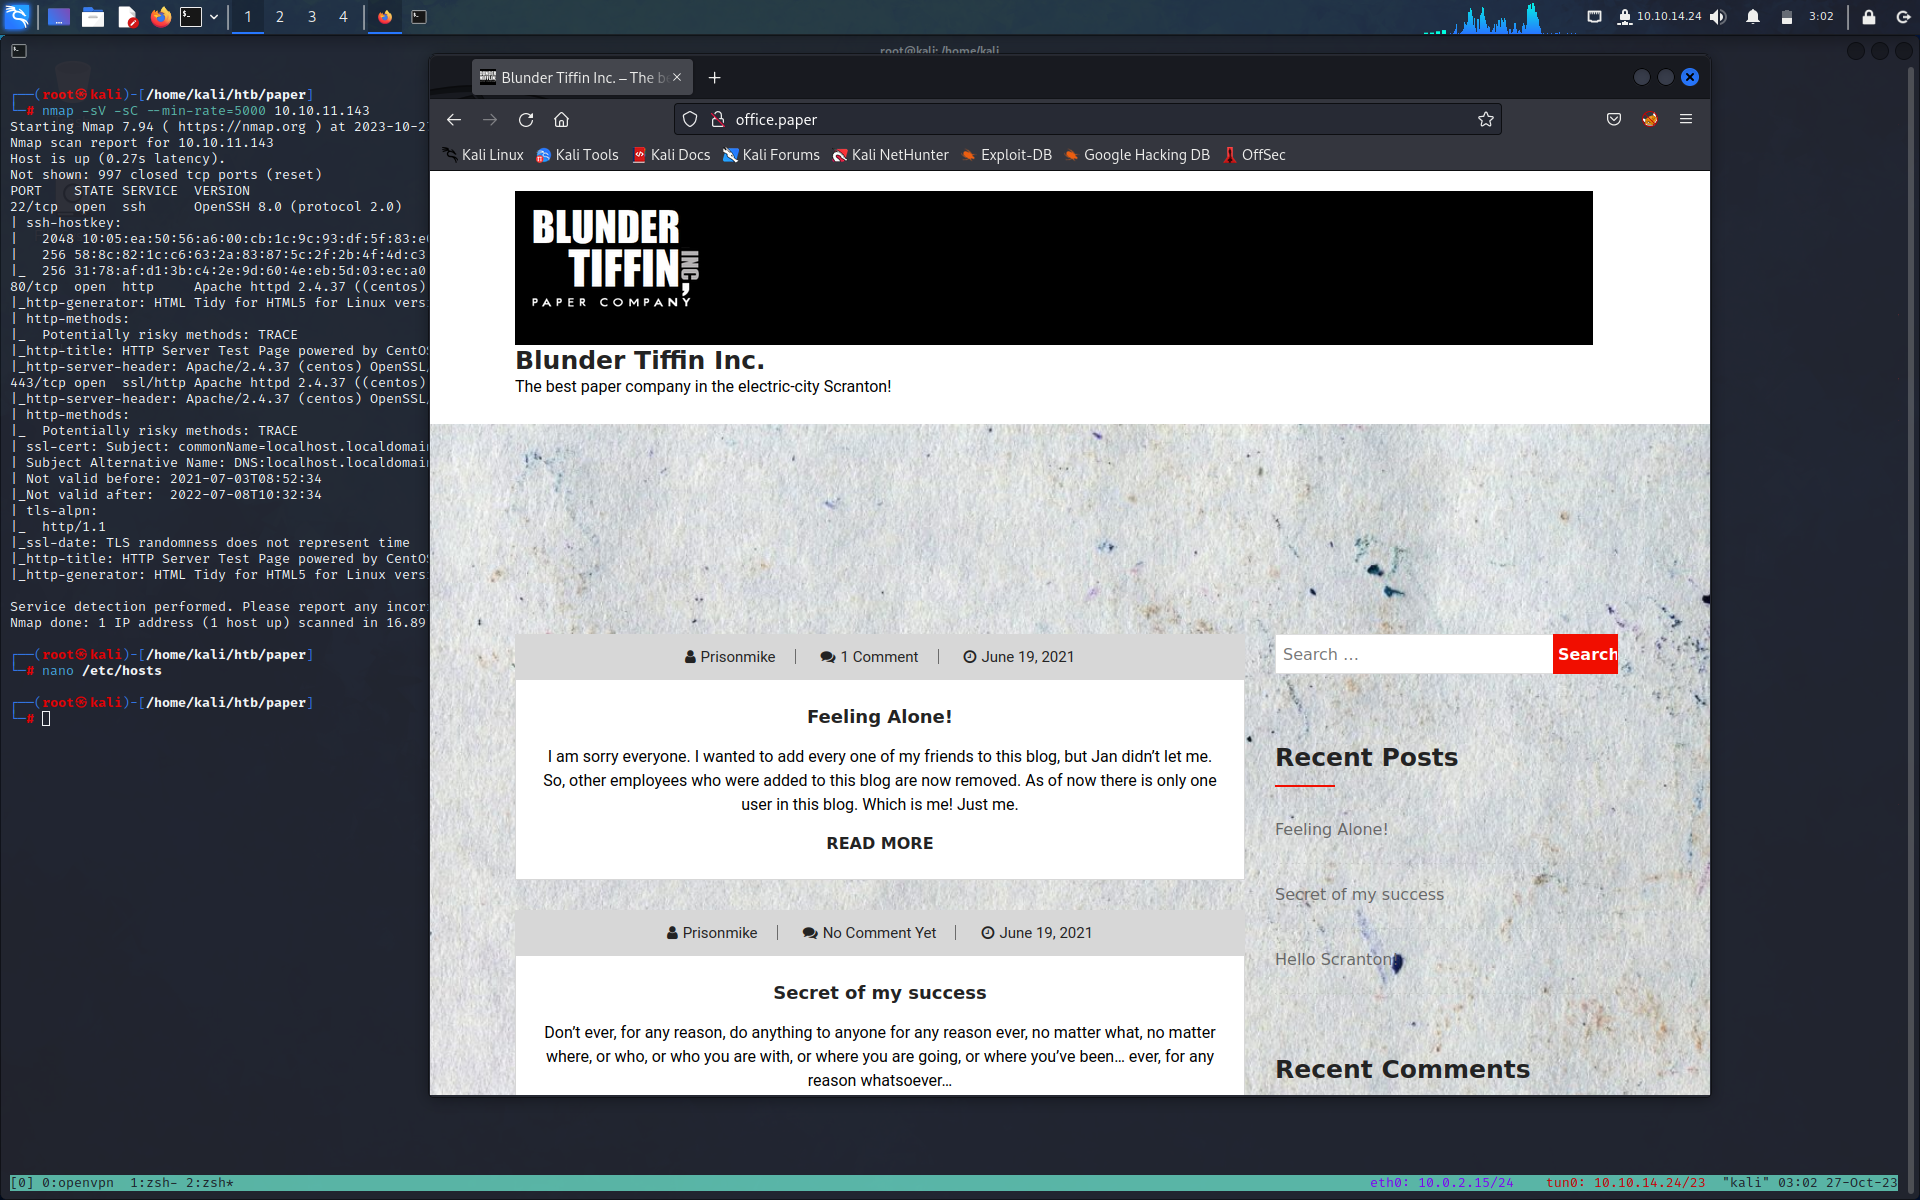 1 2 3 4
10.10.14.24 3:02
root@kali: /home/kali
(root㉿kali)-[/home/kali/htb/paper]
# nmap -sV -sC --min-rate=5000 10.10.11.143
Starting Nmap 7.94 ( https://nmap.org ) at 2023-10-27
Nmap scan report for 10.10.11.143
Host is up (0.27s latency).
Not shown: 997 closed tcp ports (reset)
PORT    STATE SERVICE  VERSION
22/tcp  open  ssh      OpenSSH 8.0 (protocol 2.0)
| ssh-hostkey:
|   2048 10:05:ea:50:56:a6:00:cb:1c:9c:93:df:5f:83:e
|   256 58:8c:82:1c:c6:63:2a:83:87:5c:2f:2b:4f:4d:c3
|_  256 31:78:af:d1:3b:c4:2e:9d:60:4e:eb:5d:03:ec:a0
80/tcp  open  http     Apache httpd 2.4.37 ((centos)
|_http-generator: HTML Tidy for HTML5 for Linux vers
| http-methods:
|_  Potentially risky methods: TRACE
|_http-title: HTTP Server Test Page powered by CentOS
|_http-server-header: Apache/2.4.37 (centos) OpenSSL/
443/tcp open  ssl/http Apache httpd 2.4.37 ((centos)
|_http-server-header: Apache/2.4.37 (centos) OpenSSL/
| http-methods:
|_  Potentially risky methods: TRACE
| ssl-cert: Subject: commonName=localhost.localdomain
| Subject Alternative Name: DNS:localhost.localdomain
| Not valid before: 2021-07-03T08:52:34
|_Not valid after:  2022-07-08T10:32:34
| tls-alpn:
|_  http/1.1
|_ssl-date: TLS randomness does not represent time
|_http-title: HTTP Server Test Page powered by CentOS
|_http-generator: HTML Tidy for HTML5 for Linux vers
Service detection performed. Please report any incor
Nmap done: 1 IP address (1 host up) scanned in 16.89
(root㉿kali)-[/home/kali/htb/paper]
# nano /etc/hosts
(root㉿kali)-[/home/kali/htb/paper]
#
Blunder Tiffin Inc. – The be
office.paper
Kali Linux Kali Tools Kali Docs Kali Forums Kali NetHunter Exploit-DB Google Hacking DB OffSec
BLUNDER
TIFFIN, INC
PAPER COMPANY
Blunder Tiffin Inc.
The best paper company in the electric-city Scranton!
Prisonmike | 1 Comment | June 19, 2021
Feeling Alone!
I am sorry everyone. I wanted to add every one of my friends to this blog, but Jan didn’t let me.
So, other employees who were added to this blog are now removed. As of now there is only one
user in this blog. Which is me! Just me.
READ MORE
Prisonmike | No Comment Yet | June 19, 2021
Secret of my success
Don’t ever, for any reason, do anything to anyone for any reason ever, no matter what, no matter
where, or who, or who you are with, or where you are going, or where you’ve been… ever, for any
reason whatsoever…
Search …
Search
Recent Posts
Feeling Alone!
Secret of my success
Hello Scranton!
Recent Comments
[0] 0:openvpn  1:zsh- 2:zsh*
eth0: 10.0.2.15/24    tun0: 10.10.14.24/23  "kali" 03:02 27-Oct-23